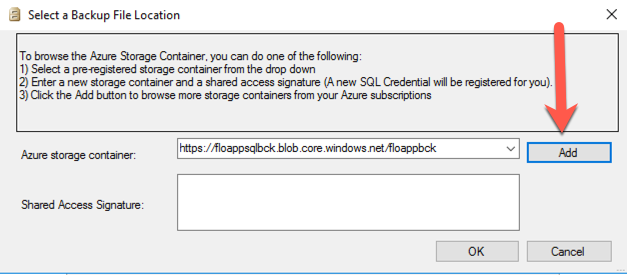 Select a Backup File Location
To browse the Azure Storage Container, you can do one of the following:
1) Select a pre-registered storage container from the drop down
2) Enter a new storage container and a shared access signature (A new SQL Credential will be registered for you).
3) Click the Add button to browse more storage containers from your Azure subscriptions
Azure storage container:
https://floappsqlbck.blob.core.windows.net/floappbck
Add
Shared Access Signature:
OK
Cancel